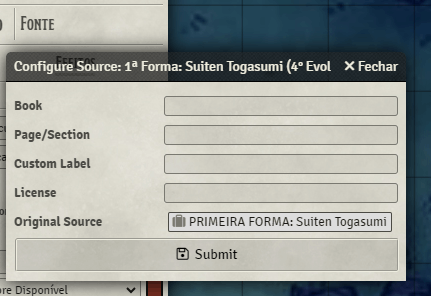 FONTE
Configure Source: 1ª Forma: Suiten Togasumi (4º Evol
Fechar
Book
Page/Section
Custom Label
License
Original Source
PRIMEIRA FORMA: Suiten Togasumi
Submit
re Disponível